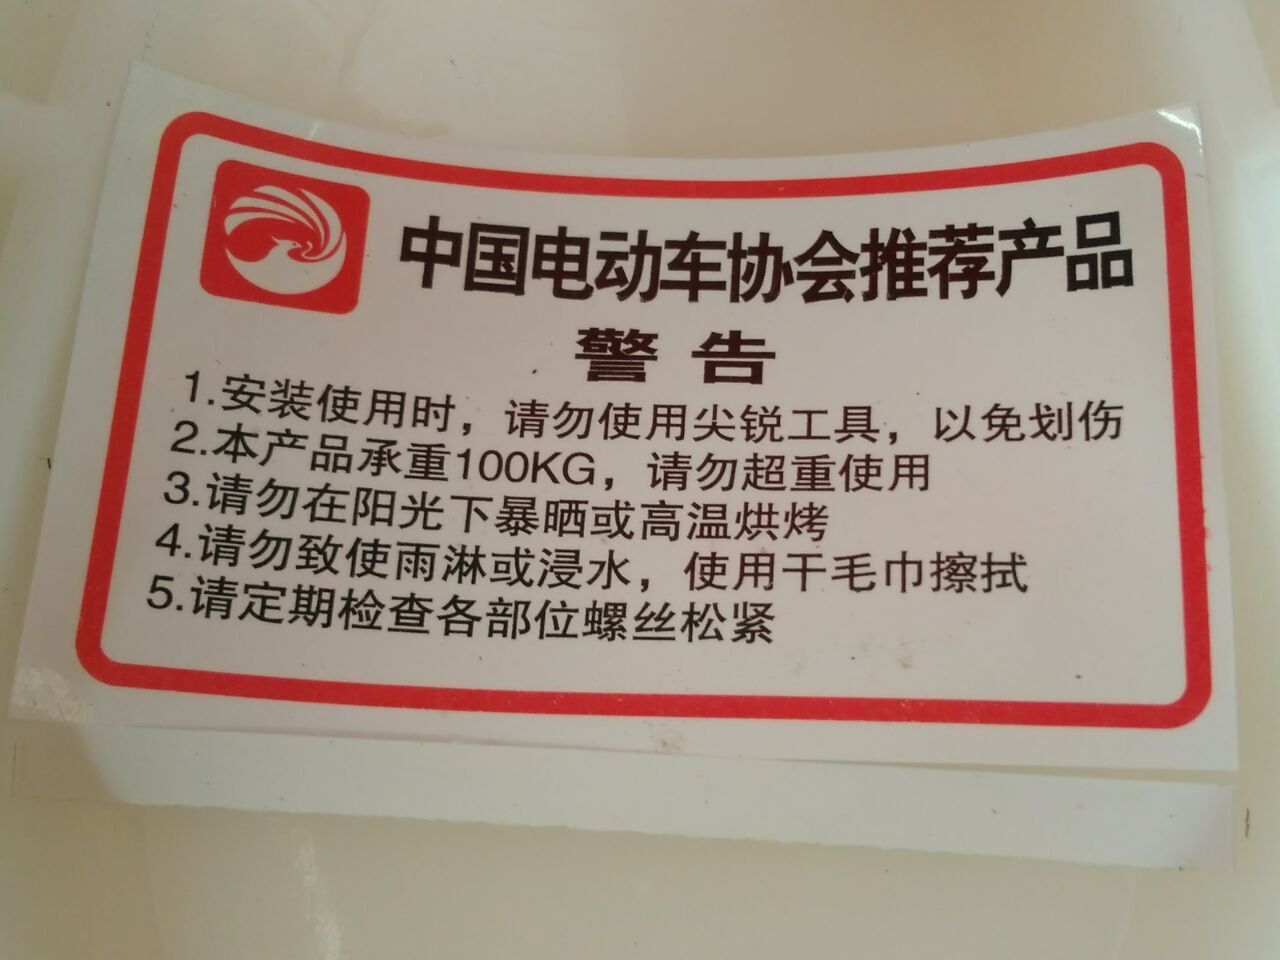 中国电动车协会推荐产品
警告
1.安装使用时，请勿使用尖锐工具，以免划伤
2.本产品承重100KG，请勿超重使用
3.请勿在阳光下暴晒或高温烘烤
4.请勿致使雨淋或浸水，使用干毛巾擦拭
5.请定期检查各部位螺丝松紧